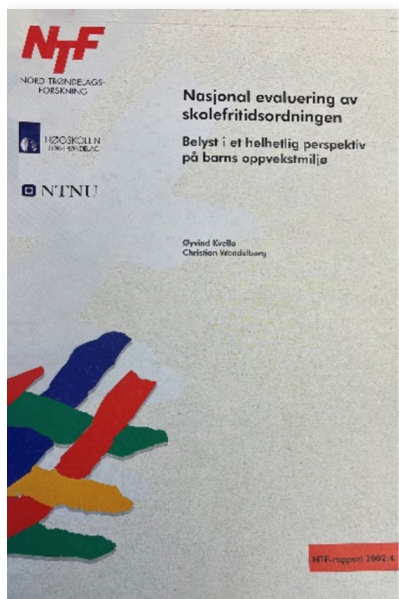 NTF
NORD-TRØNDELAGS-
FORSKNING
HØGSKOLEN
NTNU
Nasjonal evaluering av
skolefritidsordningen
Belyst i et helhetlig perspektiv
på barns oppvekstmiljø
Øyvind Kvello
Christian Wendelborg
NTF-rapport 2002:4